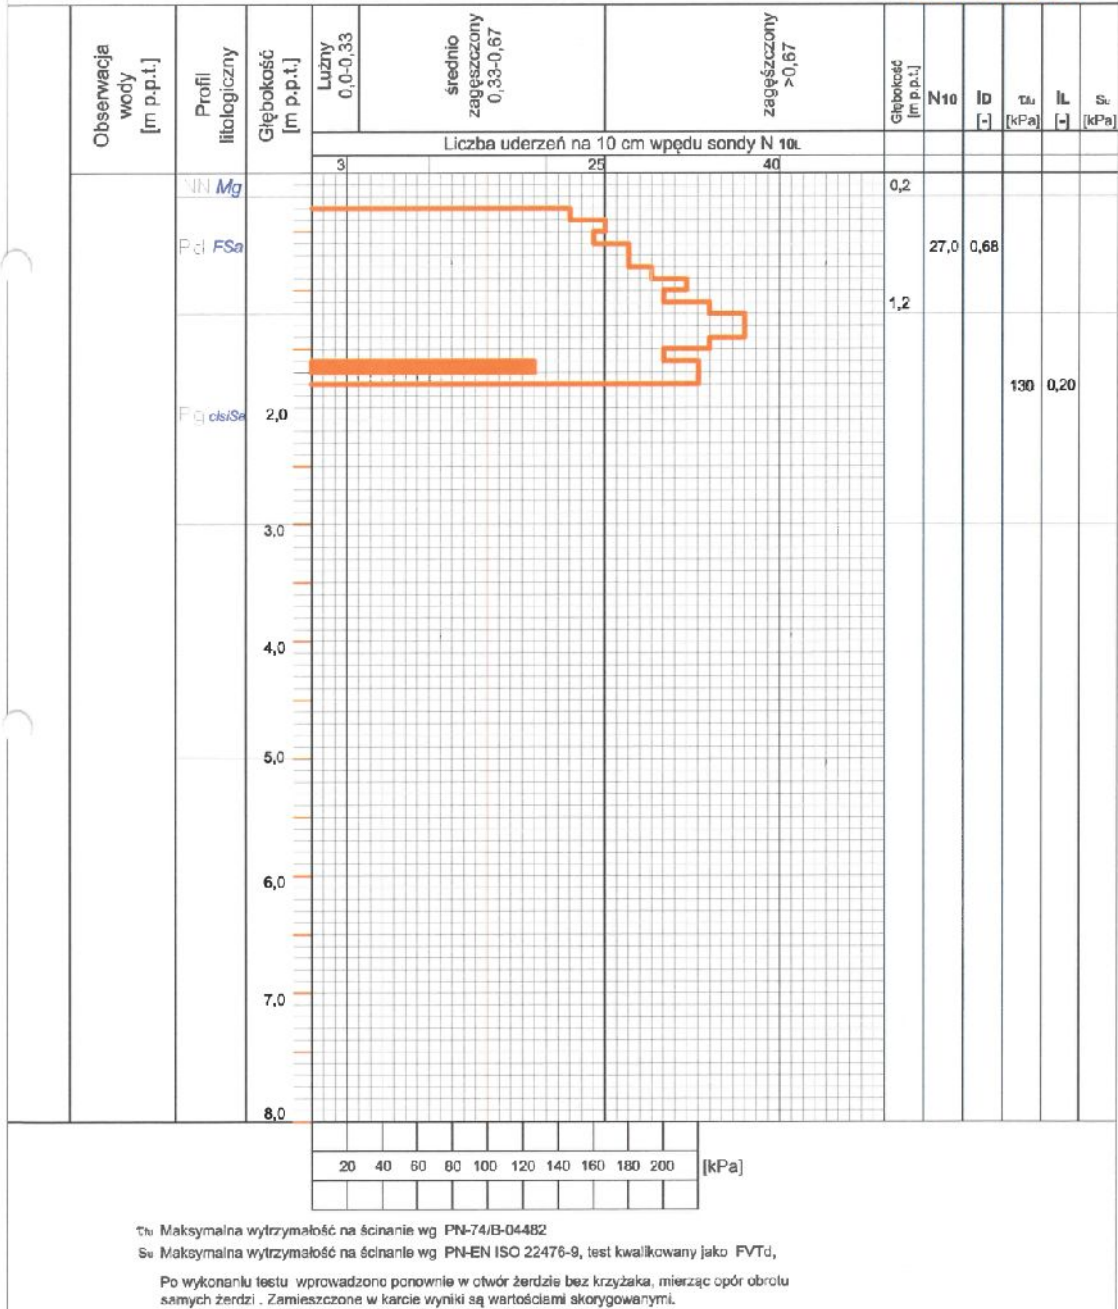 Obserwacja wody [m p.p.t.]
Profil litologiczny
Głębokość [m p.p.t.]
Luźny 0,0-0,33
średnio zagęszczony 0,33-0,67
zagęszczony >0,67
Głębokość [m p.p.t.]
N10
ID [-]
τfu [kPa]
IL [-]
Su [kPa]
Liczba uderzeń na 10 cm wpędu sondy N 10L
3 25 40
NN Mg 0,2
Pd FSa 27,0 0,68
1,2
130 0,20
Pg clsiSa 2,0
3,0
4,0
5,0
6,0
7,0
8,0
20 40 60 80 100 120 140 160 180 200 [kPa]
τfu Maksymalna wytrzymałość na ścinanie wg PN-74/B-04482
Su Maksymalna wytrzymałość na ścinanie wg PN-EN ISO 22476-9, test kwalikowany jako FVTd,
Po wykonaniu testu wprowadzono ponownie w otwór żerdzie bez krzyżaka, mierząc opór obrotu
samych żerdzi . Zamieszczone w karcie wyniki są wartościami skorygowanymi.